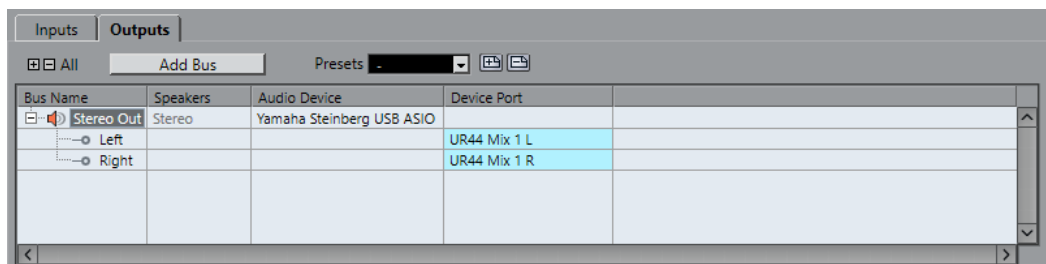 Inputs Outputs
All Add Bus Presets -
Bus Name Speakers Audio Device Device Port
Stereo Out Stereo Yamaha Steinberg USB ASIO
Left UR44 Mix 1 L
Right UR44 Mix 1 R